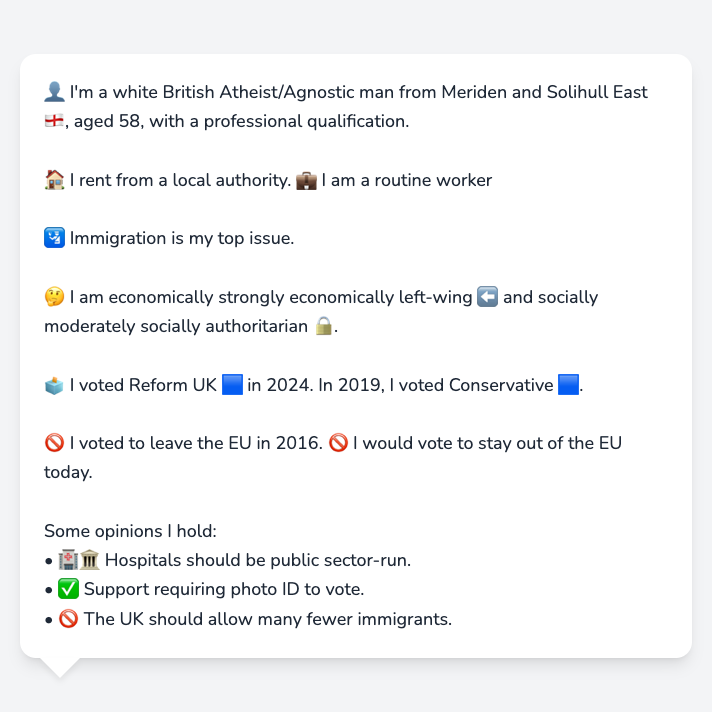 👤 I'm a white British Atheist/Agnostic man from Meriden and Solihull East
🏴󠁧󠁢󠁥󠁮󠁧󠁿, aged 58, with a professional qualification.
🏠 I rent from a local authority. 💼 I am a routine worker
🛂 Immigration is my top issue.
🤔 I am economically strongly economically left-wing ⬅️ and socially
moderately socially authoritarian 🔒.
🗳️ I voted Reform UK 🟦 in 2024. In 2019, I voted Conservative 🟦.
🚫 I voted to leave the EU in 2016. 🚫 I would vote to stay out of the EU
today.
Some opinions I hold:
• 🏥🏛️ Hospitals should be public sector-run.
• ✅ Support requiring photo ID to vote.
• 🚫 The UK should allow many fewer immigrants.